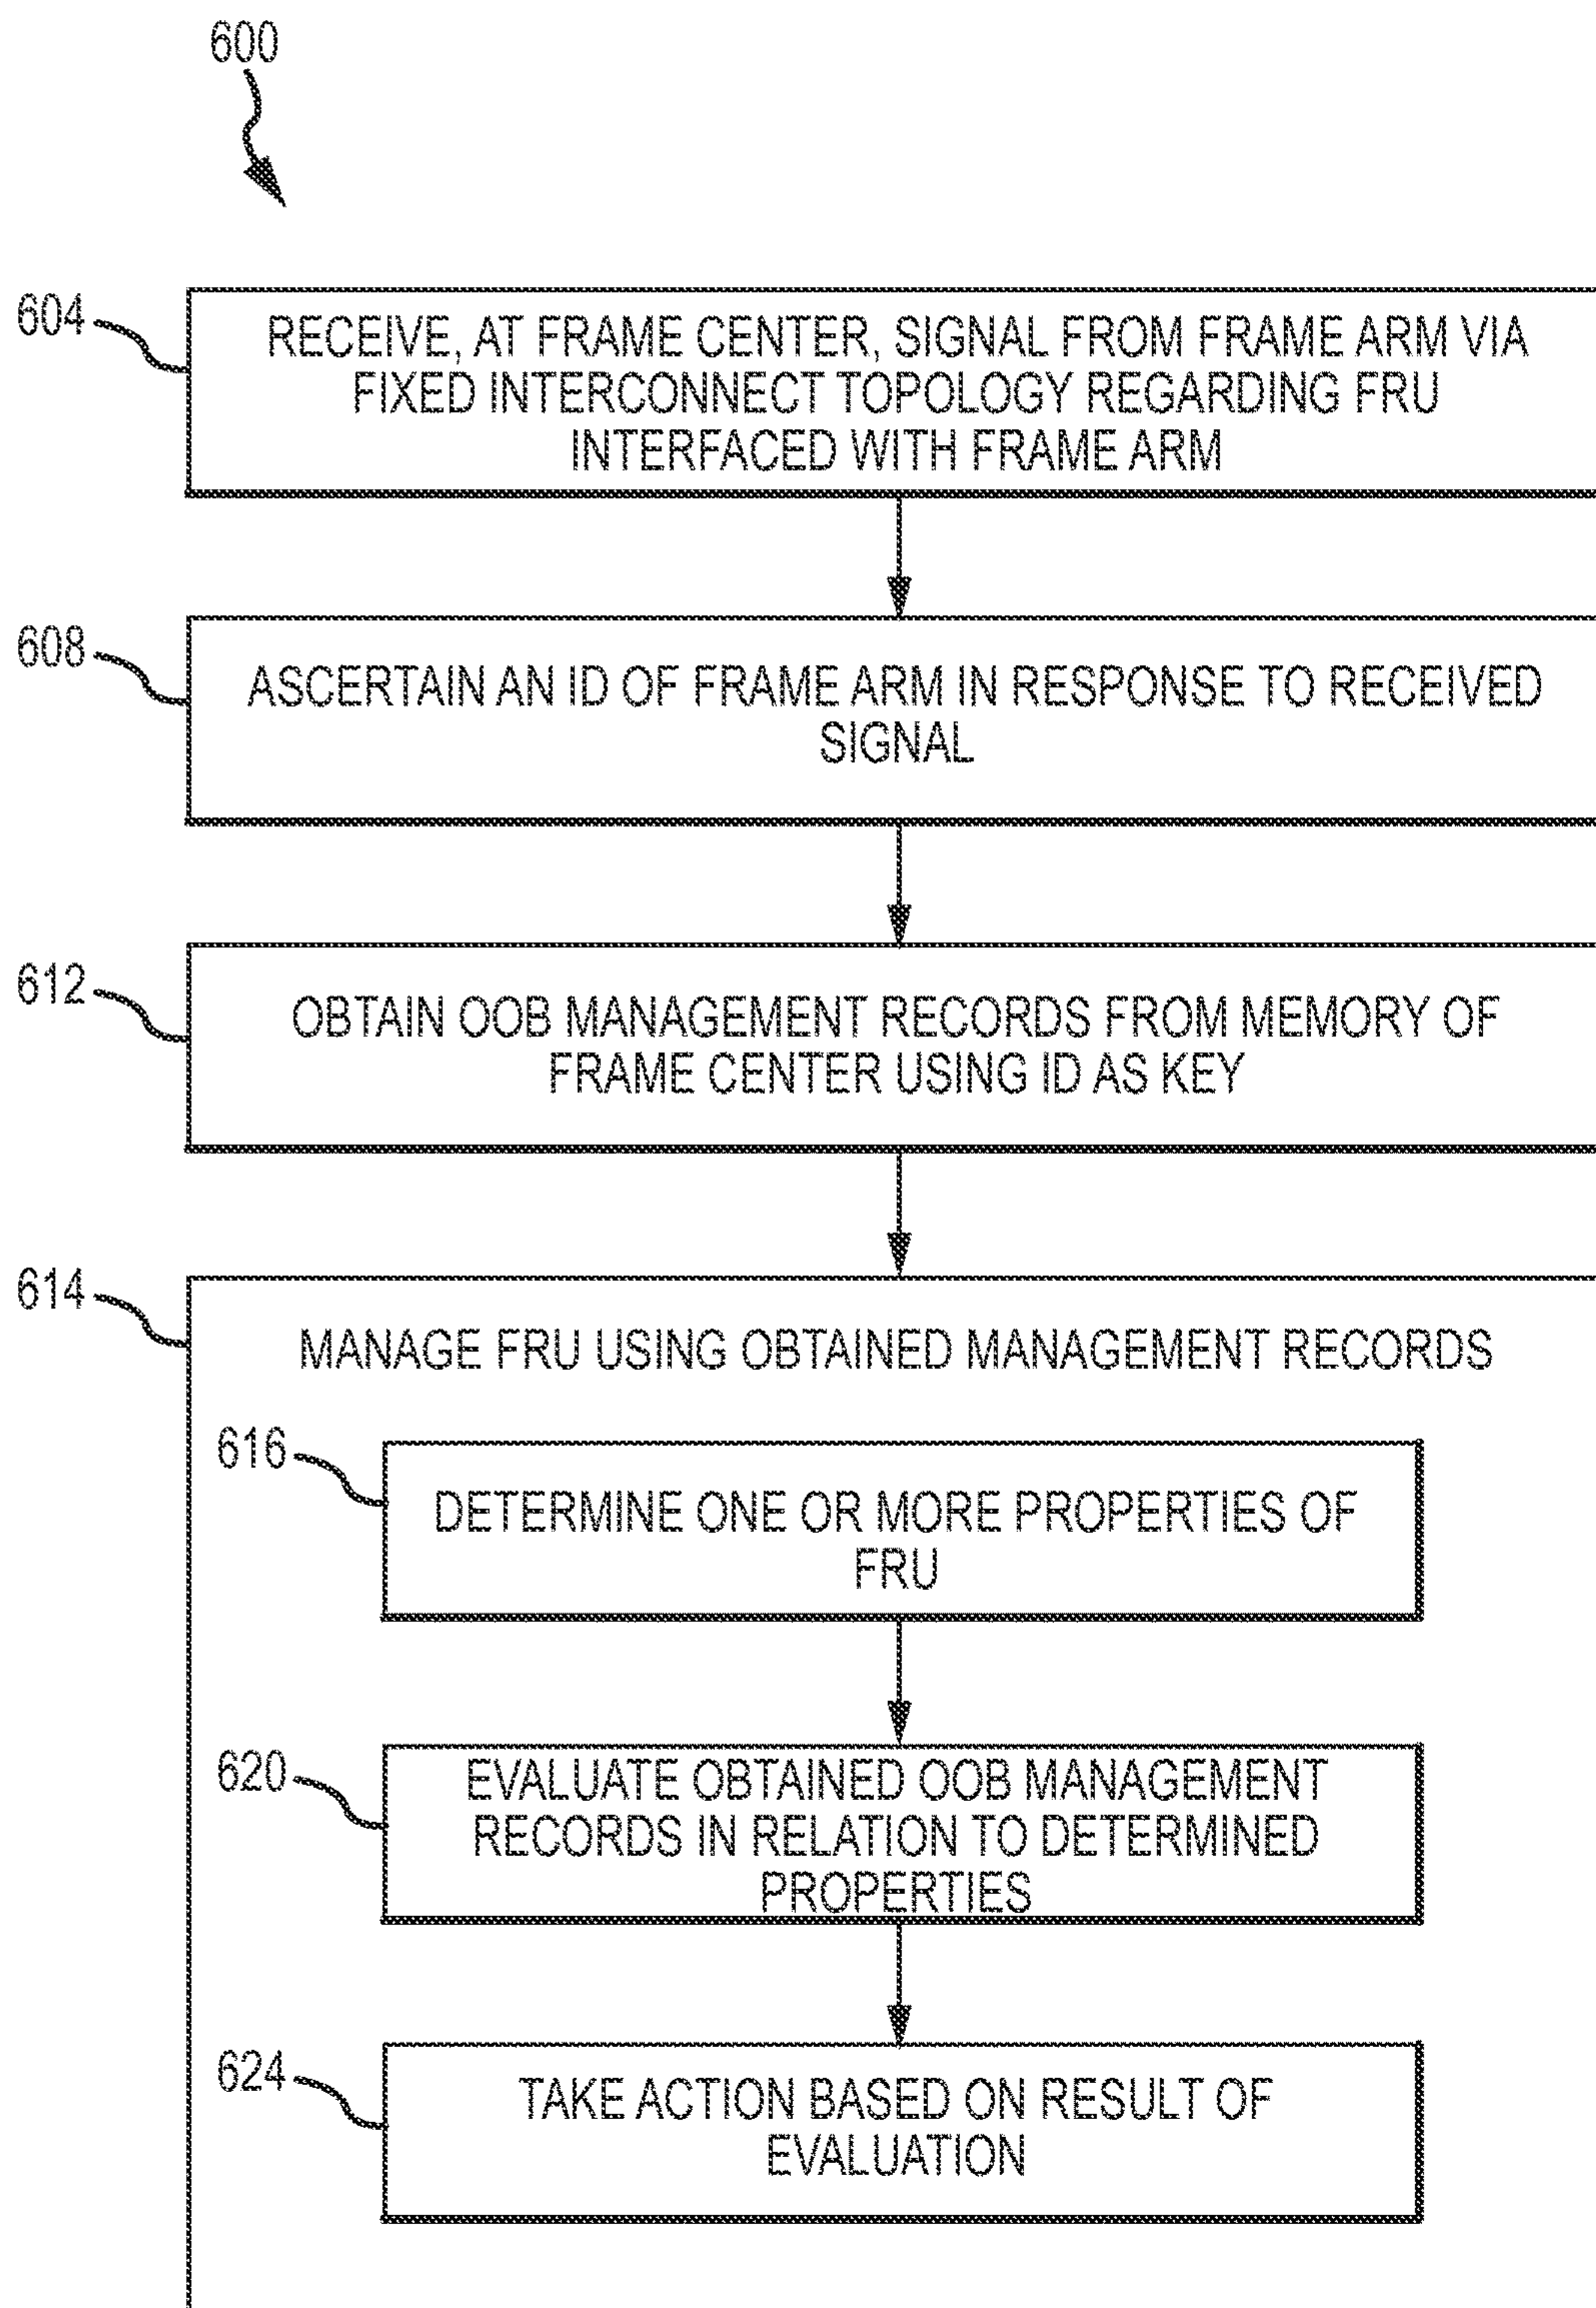 600
604
RECEIVE, AT FRAME CENTER, SIGNAL FROM FRAME ARM VIA
FIXED INTERCONNECT TOPOLOGY REGARDING FRU
INTERFACED WITH FRAME ARM
608
ASCERTAIN AN ID OF FRAME ARM IN RESPONSE TO RECEIVED
SIGNAL
612
OBTAIN OOB MANAGEMENT RECORDS FROM MEMORY OF
FRAME CENTER USING ID AS KEY
614
MANAGE FRU USING OBTAINED MANAGEMENT RECORDS
616
DETERMINE ONE OR MORE PROPERTIES OF
FRU
620
EVALUATE OBTAINED OOB MANAGEMENT
RECORDS IN RELATION TO DETERMINED
PROPERTIES
624
TAKE ACTION BASED ON RESULT OF
EVALUATION